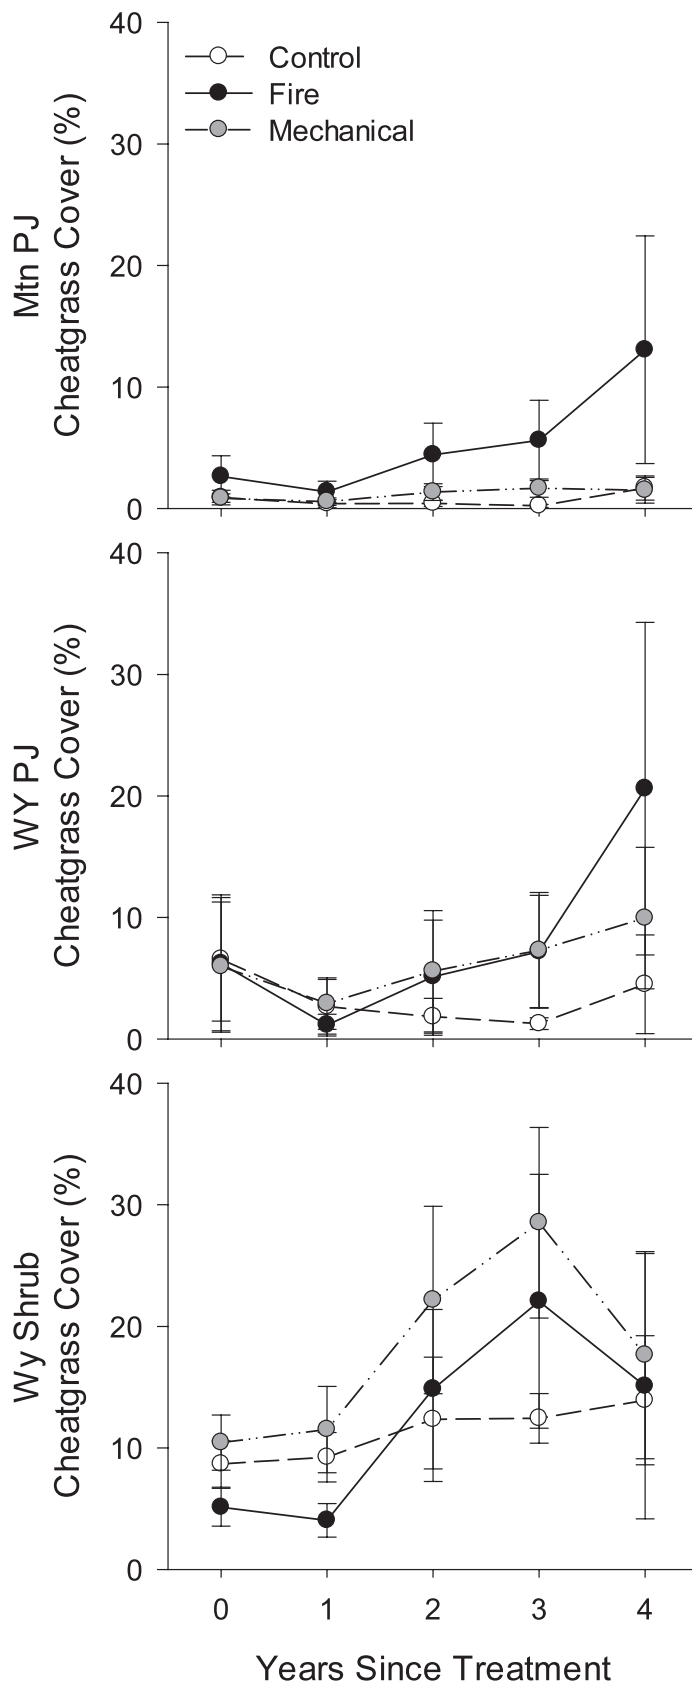 40
30
20
10
0
Mtn PJ
Cheatgrass Cover (%)
Control
Fire
Mechanical
40
30
20
10
0
WY PJ
Cheatgrass Cover (%)
40
30
20
10
0
Wy Shrub
Cheatgrass Cover (%)
0 1 2 3 4
Years Since Treatment